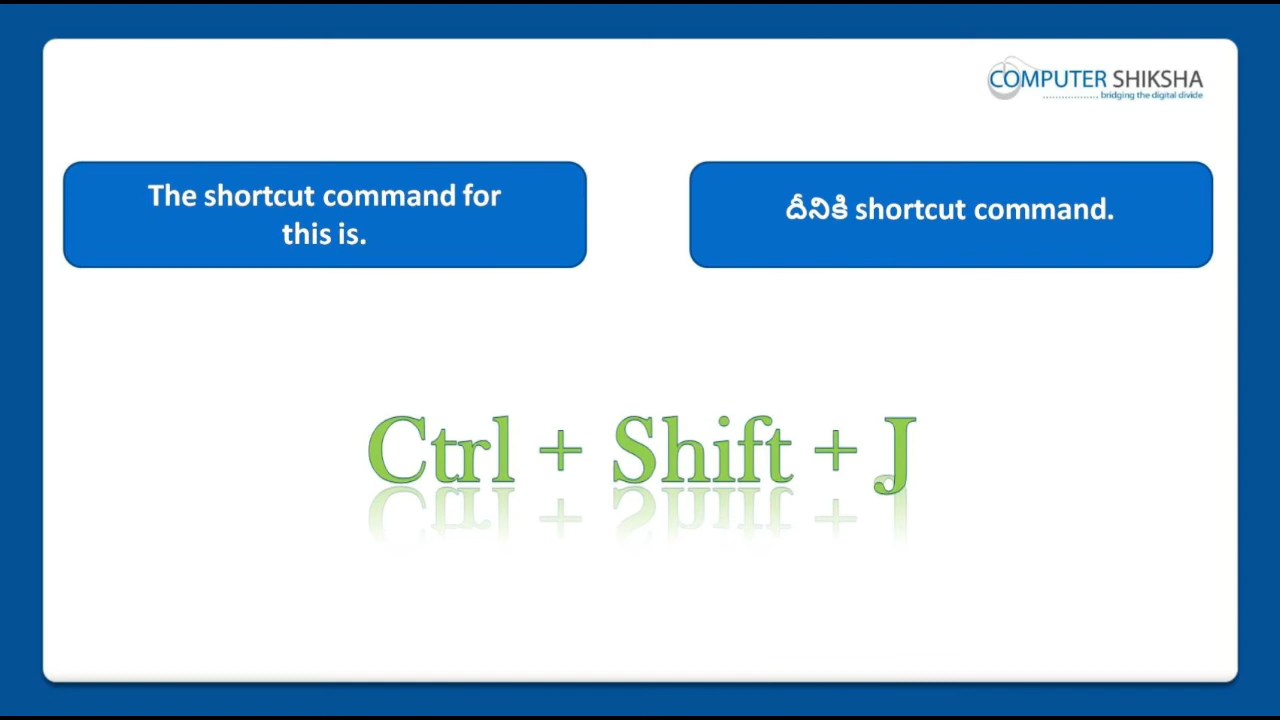 COMPUTER SHIKSHA
bridging the digital divide
The shortcut command for
this is.
దీనికి shortcut command.
Ctrl + Shift + J